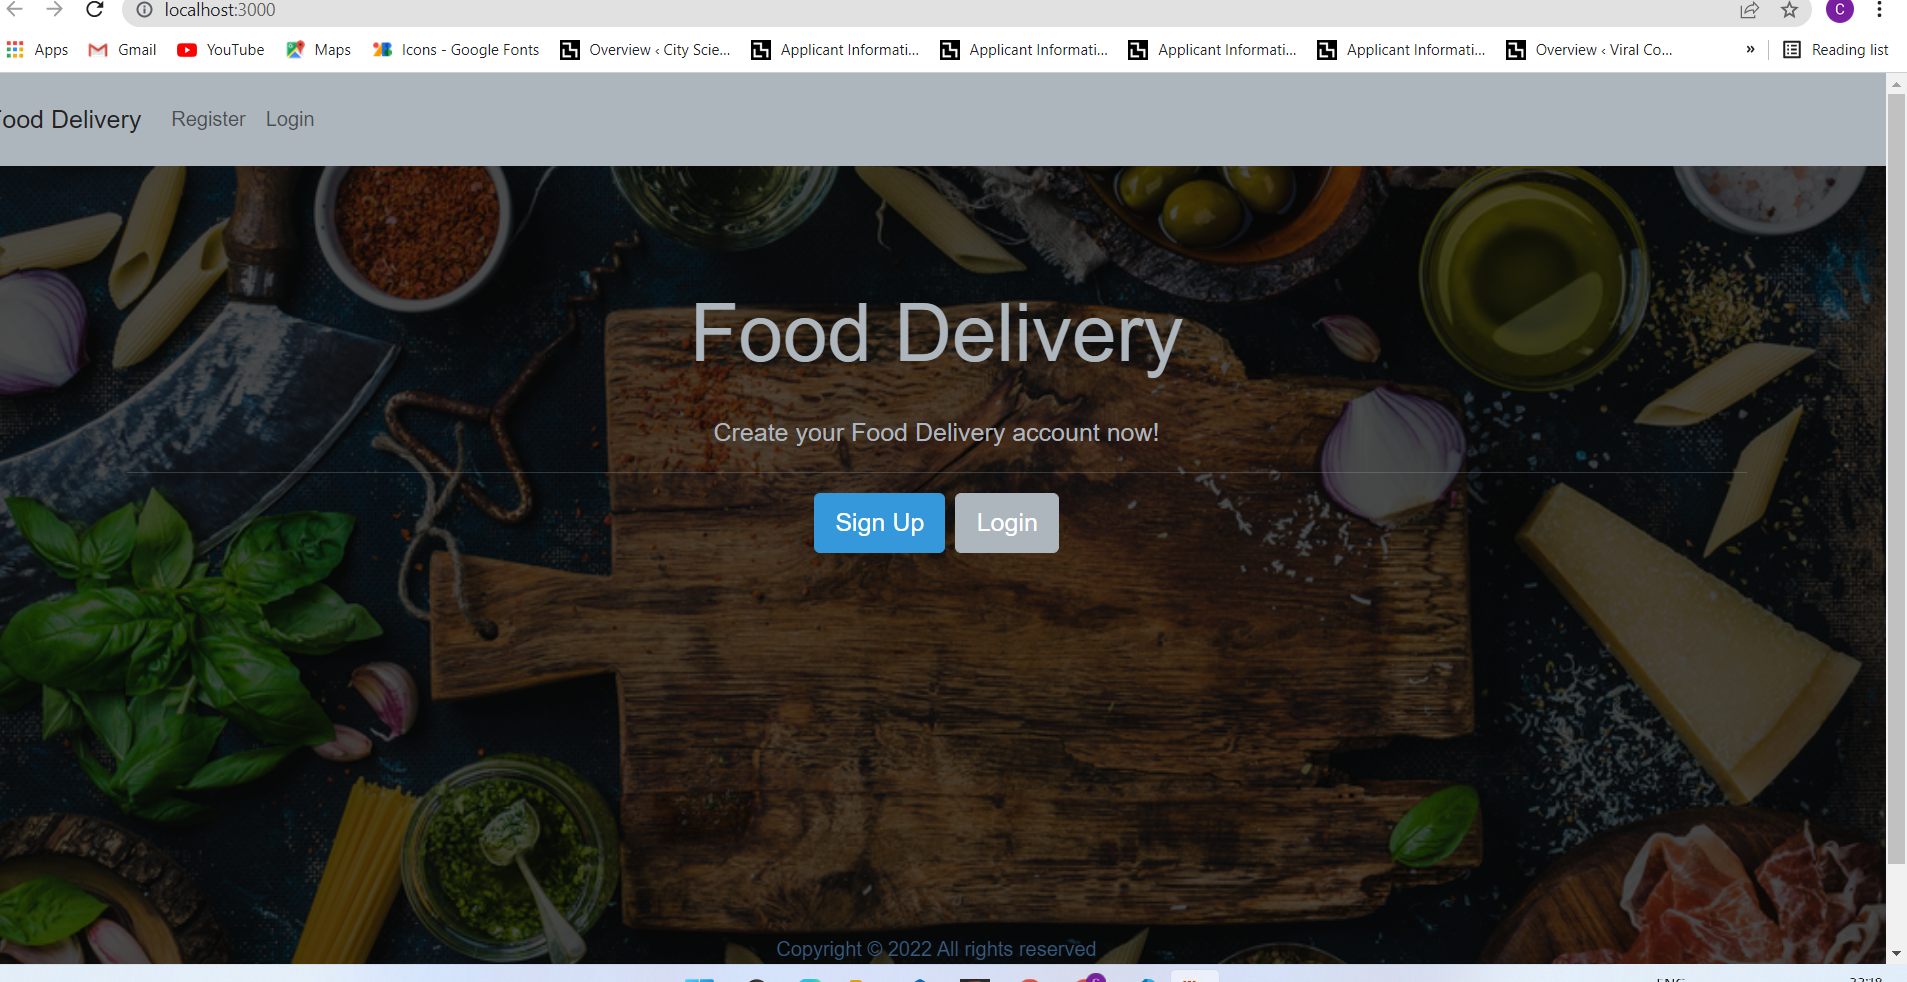 localhost:3000
C
Apps Gmail YouTube Maps Icons - Google Fonts Overview ‹ City Scie... Applicant Informati... Applicant Informati... Applicant Informati... Applicant Informati... Overview ‹ Viral Co... » Reading list
ood Delivery Register Login
Food Delivery
Create your Food Delivery account now!
Sign Up Login
Copyright © 2022 All rights reserved